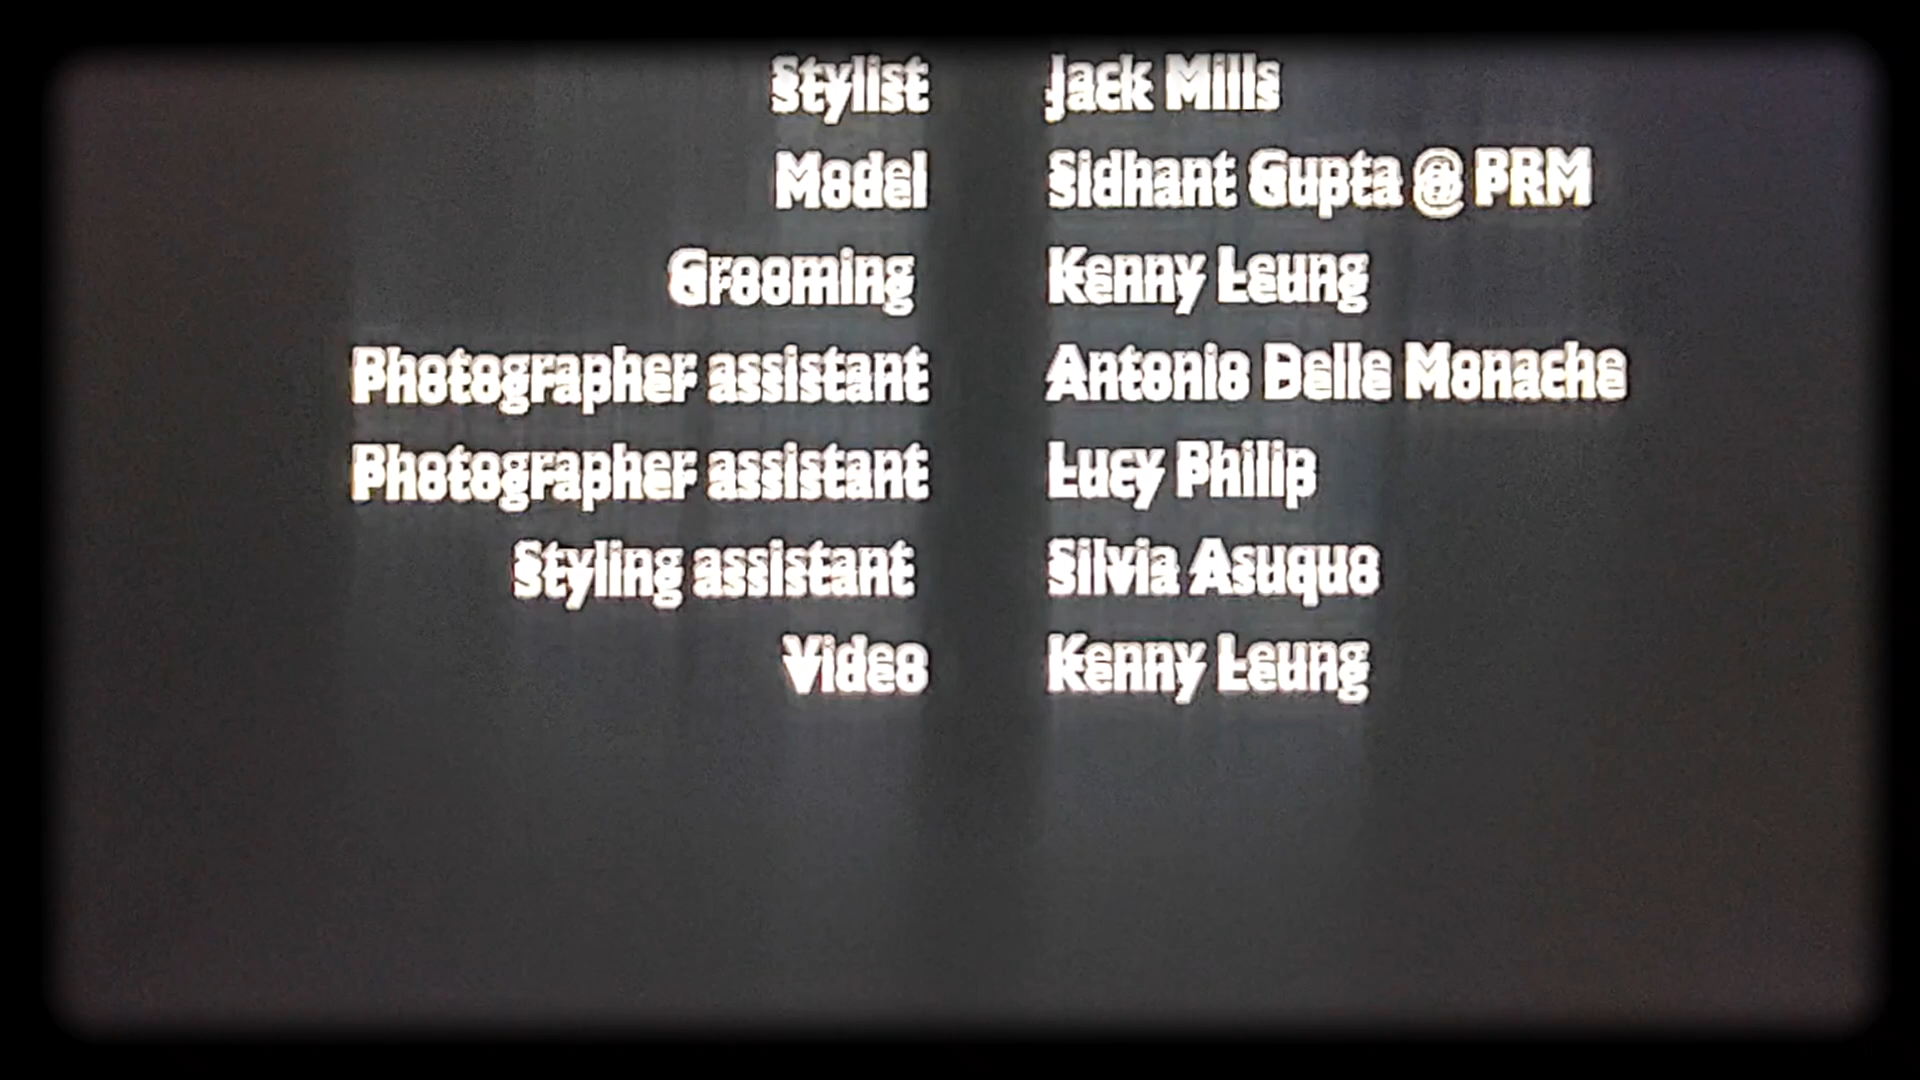 Stylist Jack Mills
Model Sidhant Gupta @ PRM
Grooming Kenny Leung
Photographer assistant Antonio Delle Monache
Photographer assistant Lucy Philip
Styling assistant Silvia Asuquo
Video Kenny Leung